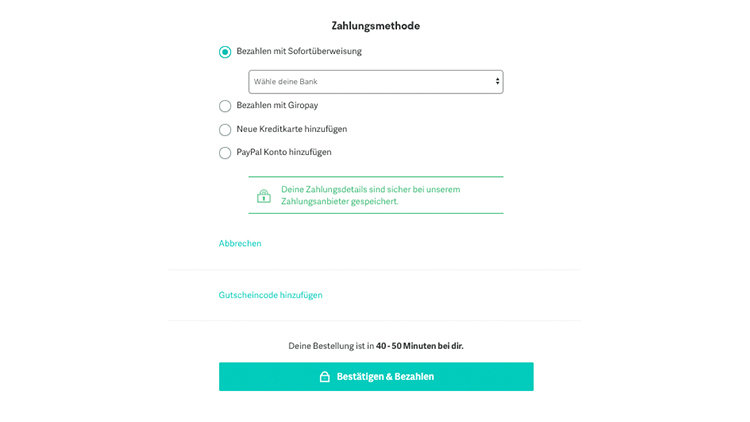 Zahlungsmethode
Bezahlen mit Sofortüberweisung
Wähle deine Bank
Bezahlen mit Giropay
Neue Kreditkarte hinzufügen
PayPal Konto hinzufügen
Deine Zahlungsdetails sind sicher bei unserem
Zahlungsanbieter gespeichert.
Abbrechen
Gutscheincode hinzufügen
Deine Bestellung ist in 40 - 50 Minuten bei dir.
Bestätigen & Bezahlen